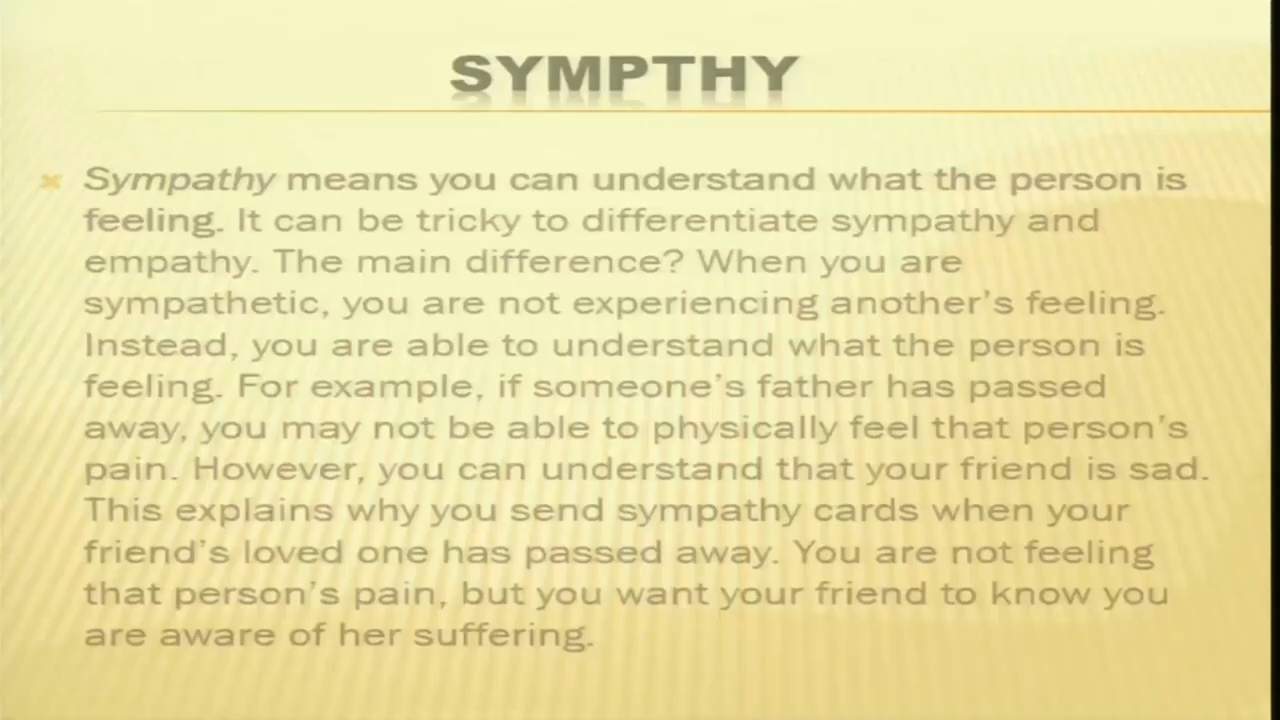 SYMPTHY
Sympathy means you can understand what the person is
feeling. It can be tricky to differentiate sympathy and
empathy. The main difference? When you are
sympathetic, you are not experiencing another's feeling.
Instead, you are able to understand what the person is
feeling. For example, if someone's father has passed
away, you may not be able to physically feel that person's
pain. However, you can understand that your friend is sad.
This explains why you send sympathy cards when your
friend's loved one has passed away. You are not feeling
that person's pain, but you want your friend to know you
are aware of her suffering.